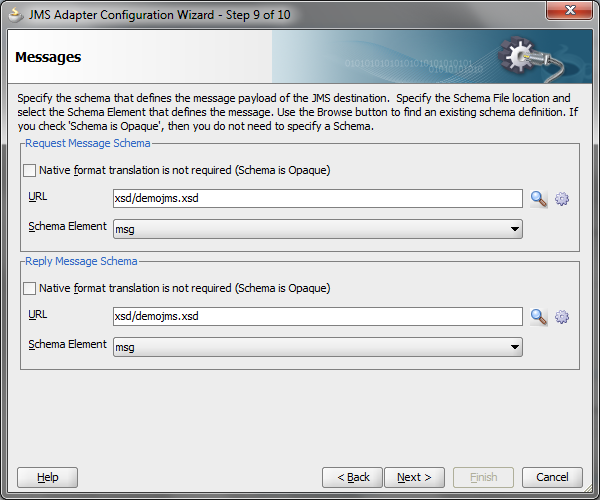 JMS Adapter Configuration Wizard - Step 9 of 10
Messages
01010101010101010101010101
01010101010
Specify the schema that defines the message payload of the JMS destination.  Specify the Schema File location and
select the Schema Element that defines the message. Use the Browse button to find an existing schema definition. If
you check 'Schema is Opaque', then you do not need to specify a Schema.
Request Message Schema
Native format translation is not required (Schema is Opaque)
URL xsd/demojms.xsd
Schema Element msg
Reply Message Schema
Native format translation is not required (Schema is Opaque)
URL xsd/demojms.xsd
Schema Element msg
Help < Back Next > Finish Cancel